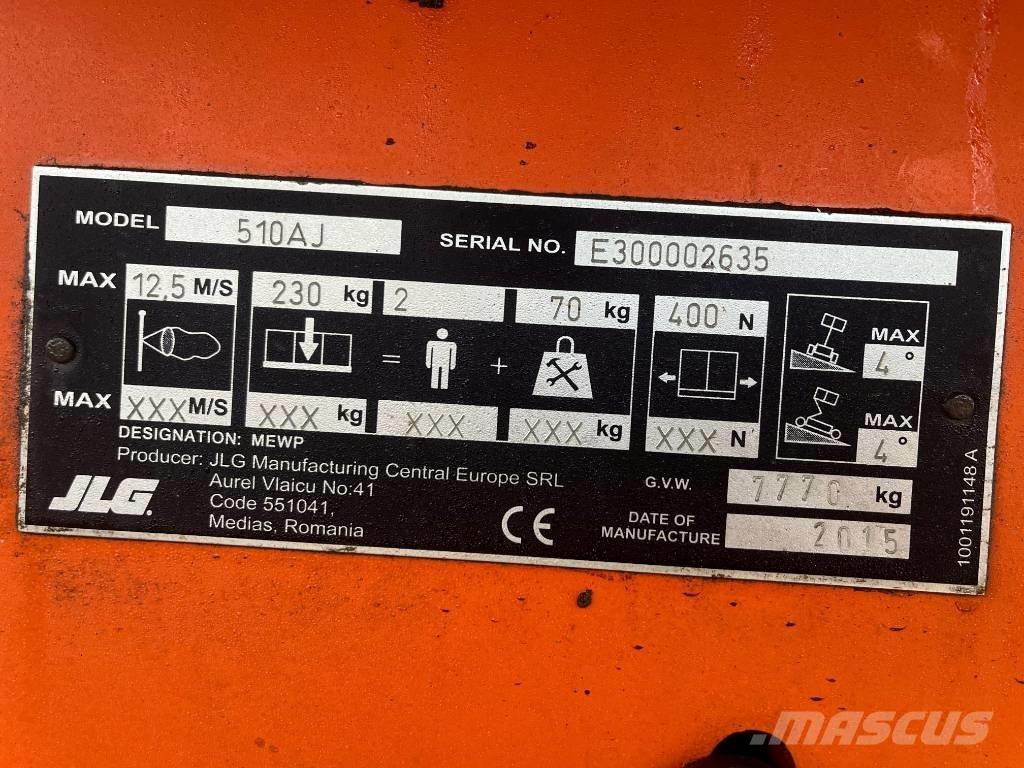 MODEL 510AJ SERIAL NO. E300002635
MAX 12,5 M/S 230 kg 2 70 kg 400 N
= + MAX 4°
MAX XXX M/S XXX kg XXX XXX kg XXX N MAX 4°
DESIGNATION: MEWP
Producer: JLG Manufacturing Central Europe SRL
Aurel Vlaicu No:41
Code 551041,
Medias, Romania
JLG.
CE
G.V.W. 7770 kg
DATE OF
MANUFACTURE 2015
1001191148 A
MASCUS